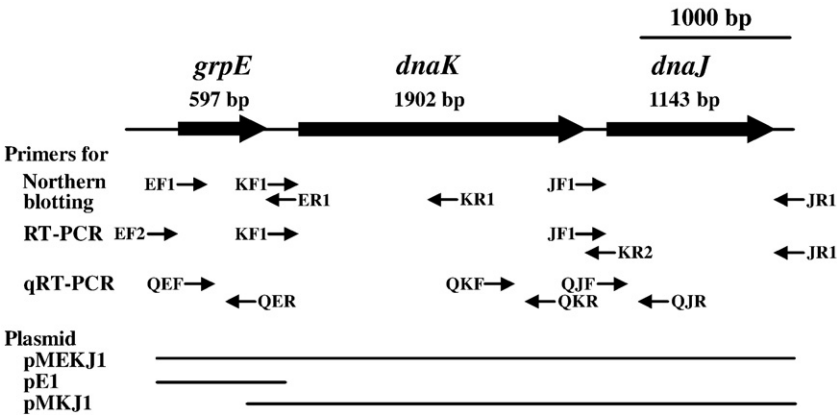 1000 bp
grpE dnaK dnaJ
597 bp 1902 bp 1143 bp
Primers for
Northern blotting
EF1 KF1 JF1
ER1 KR1 JR1
RT-PCR EF2 KF1 JF1
KR2 JR1
qRT-PCR QEF QKF QJF
QER QKR QJR
Plasmid
pMEKJ1
pE1
pMKJ1